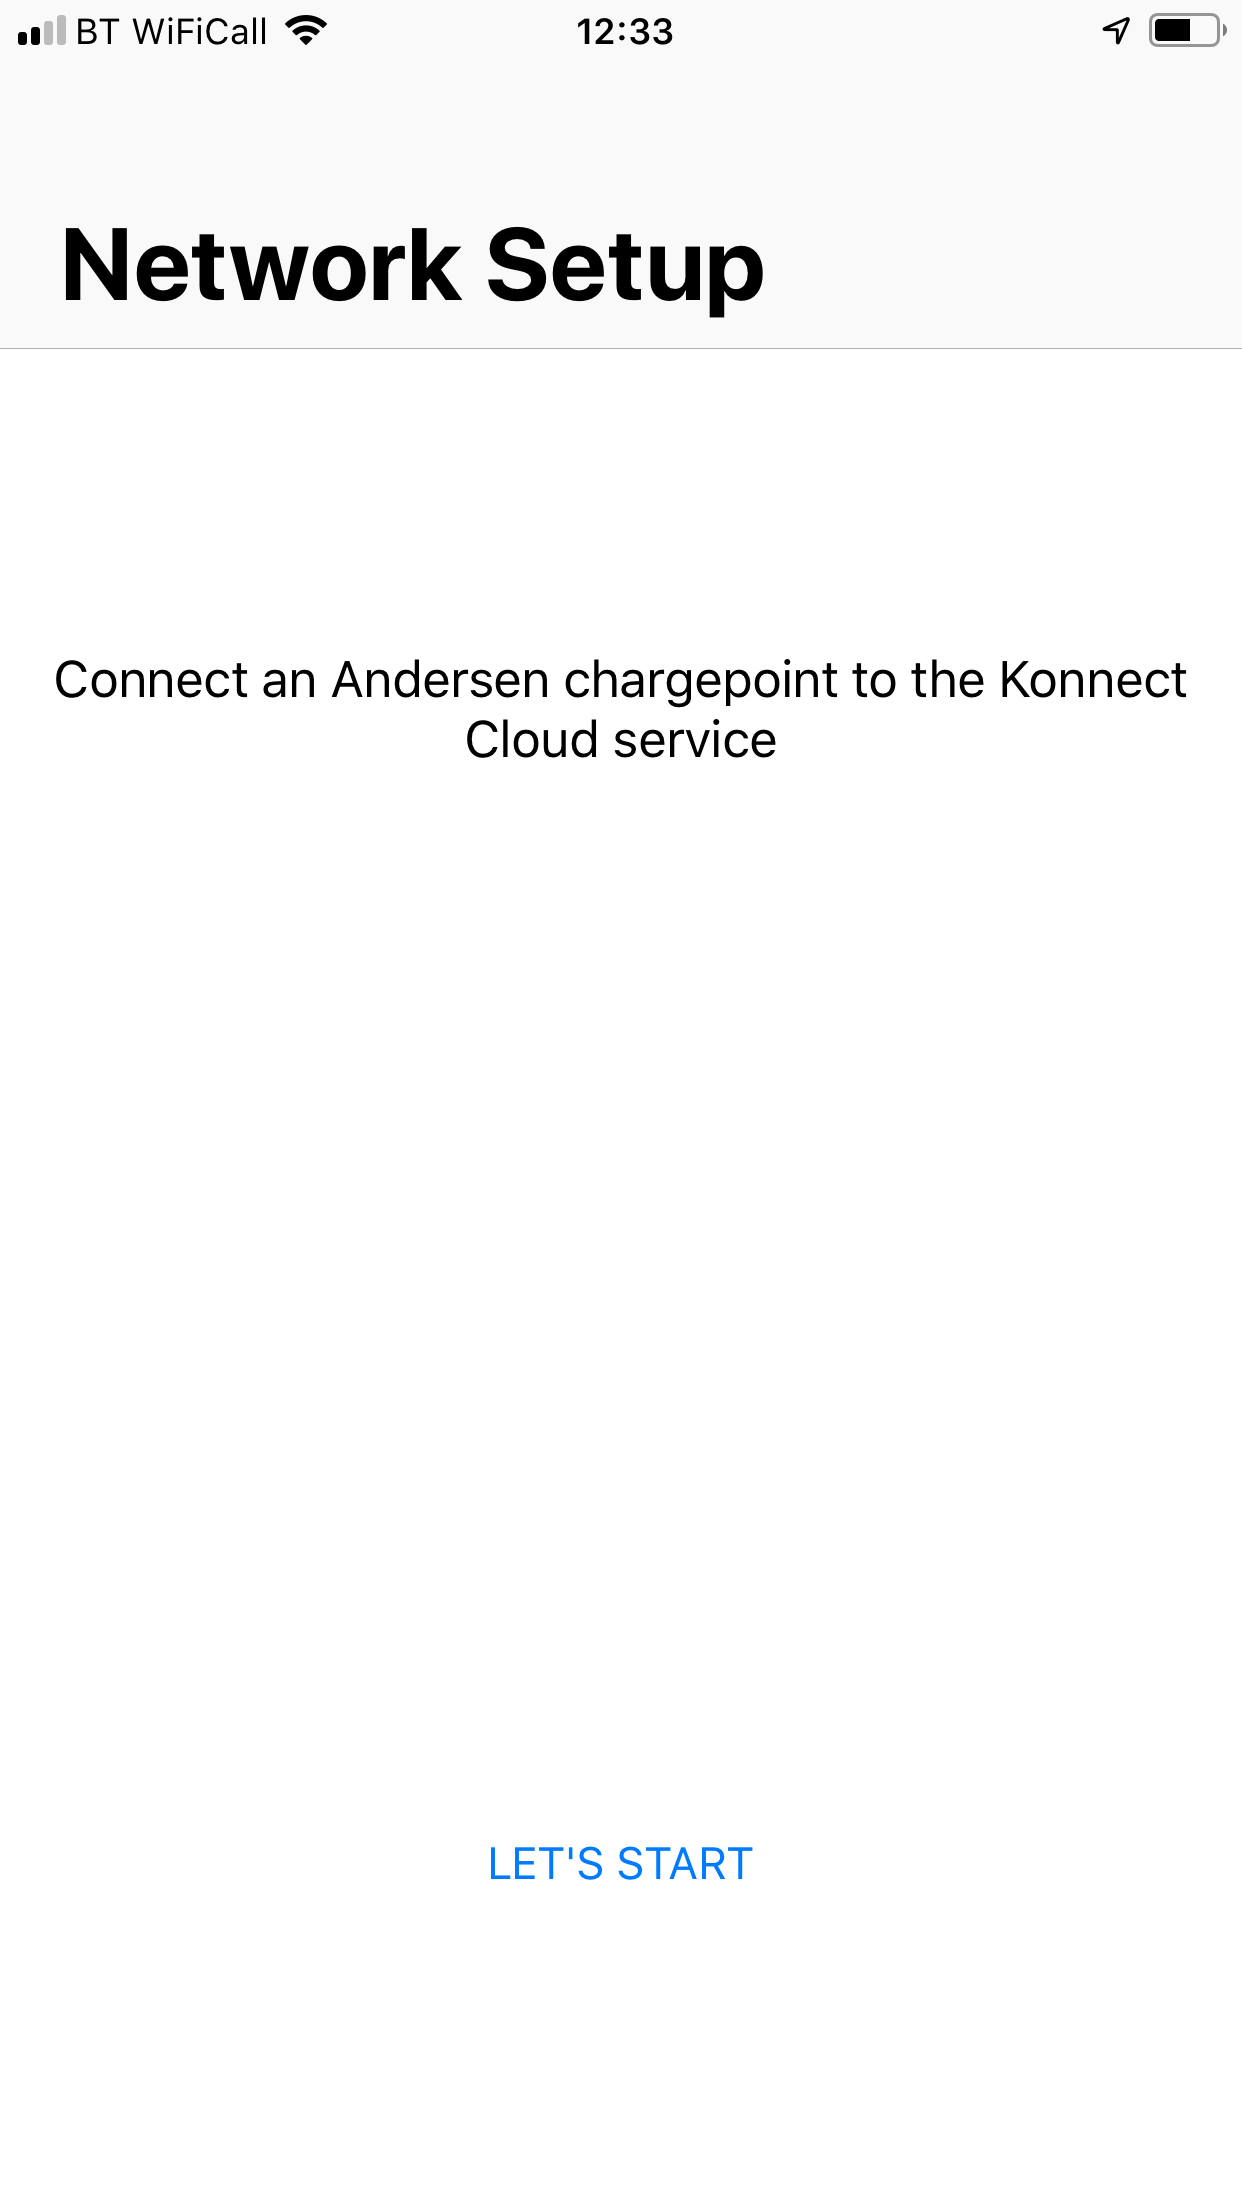 BT WiFiCall 12:33
Network Setup
Connect an Andersen chargepoint to the Konnect
Cloud service
LET'S START